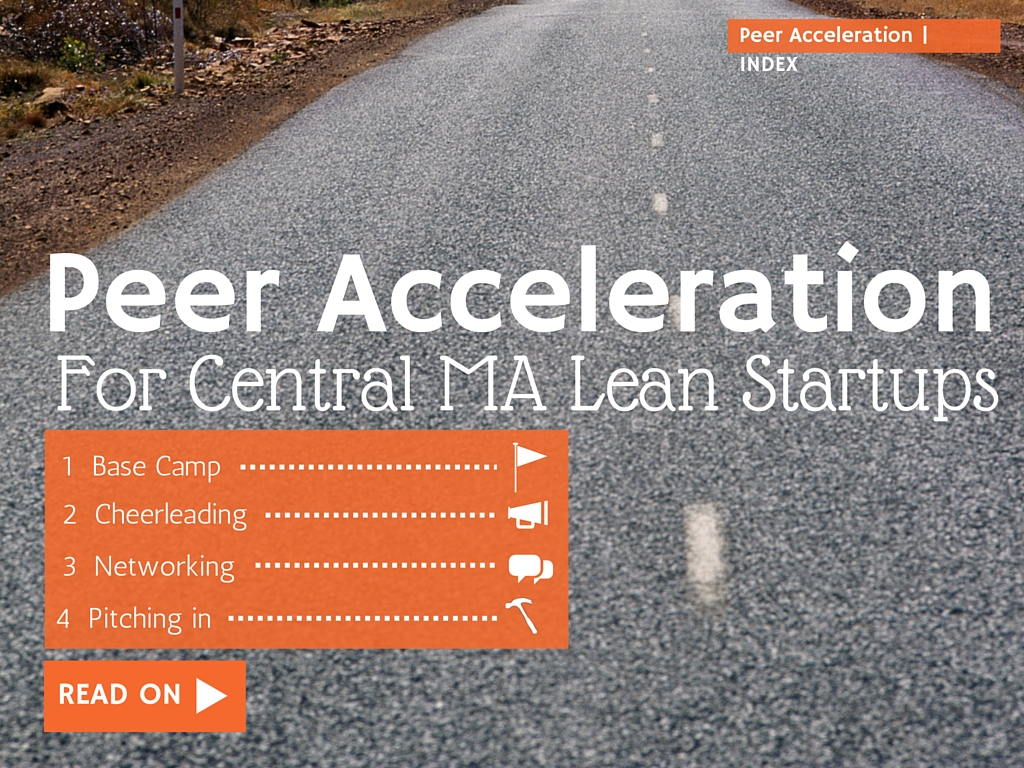 Peer Acceleration |
INDEX
Peer Acceleration
For Central MA Lean Startups
1 Base Camp
2 Cheerleading
3 Networking
4 Pitching in
READ ON